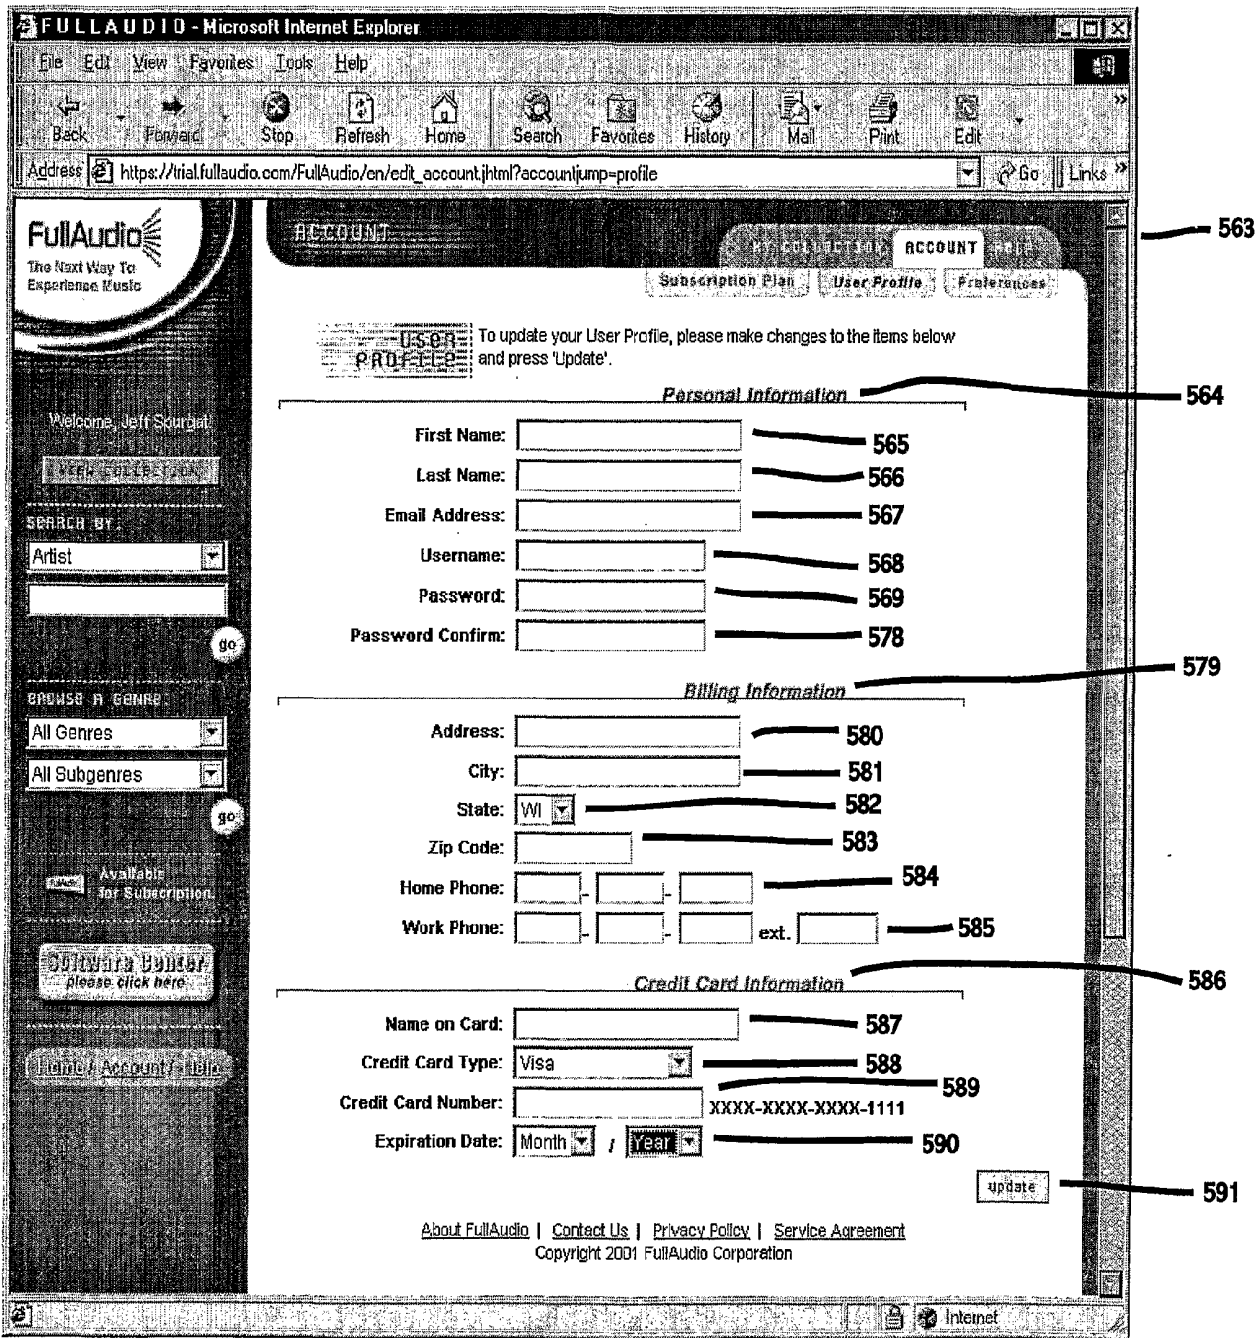 FULLAUDIO - Microsoft Internet Explorer
File Edit View Favorites Tools Help
Back Forward Stop Refresh Home Search Favorites History Mail Print Edit »
Address https://trial.fullaudio.com/FullAudio/en/edit_account.jhtml?accountjump=profile Go Links »
563
FullAudio
The Next Way To
Experience Music
ACCOUNT
MY COLLECTION ACCOUNT HELP
Subscription Plan User Profile Preferences
USER
PROFILE
To update your User Profile, please make changes to the items below
and press 'Update'.
Personal Information 564
Welcome, Jeff Spurgat
VIEW COLLECTION
SEARCH BY:
Artist
go
BROWSE A GENRE
All Genres
All Subgenres
go
FullAudio
Available
for Subscription
Software Center
please click here
Home / Account / Help
First Name: 565
Last Name: 566
Email Address: 567
Username: 568
Password: 569
Password Confirm: 578
Billing Information 579
Address: 580
City: 581
State: WI 582
Zip Code: 583
Home Phone: - - 584
Work Phone: - - ext. 585
Credit Card Information 586
Name on Card: 587
Credit Card Type: Visa 588
Credit Card Number: XXXX-XXXX-XXXX-1111 589
Expiration Date: Month / Year 590
update 591
About FullAudio | Contact Us | Privacy Policy | Service Agreement
Copyright 2001 FullAudio Corporation
Internet